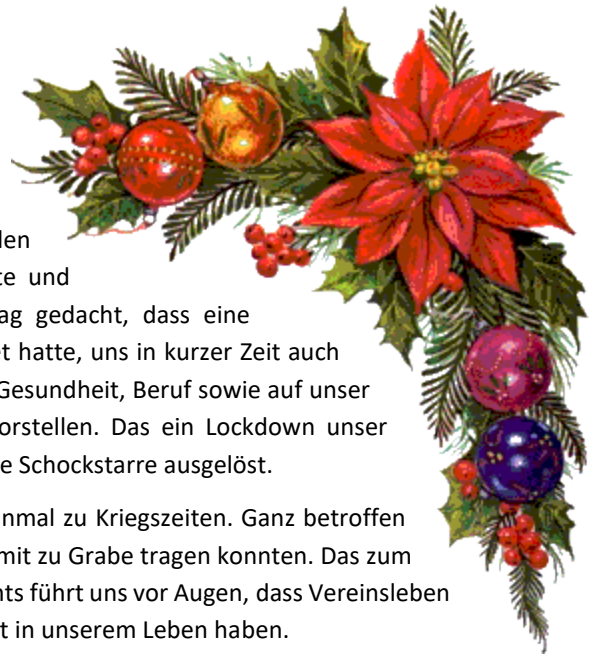 den
te und
ag gedacht, dass eine
et hatte, uns in kurzer Zeit auch
Gesundheit, Beruf sowie auf unser
orstellen. Das ein Lockdown unser
e Schockstarre ausgelöst.
nmal zu Kriegszeiten. Ganz betroffen
mit zu Grabe tragen konnten. Das zum
nts führt uns vor Augen, dass Vereinsleben
t in unserem Leben haben.